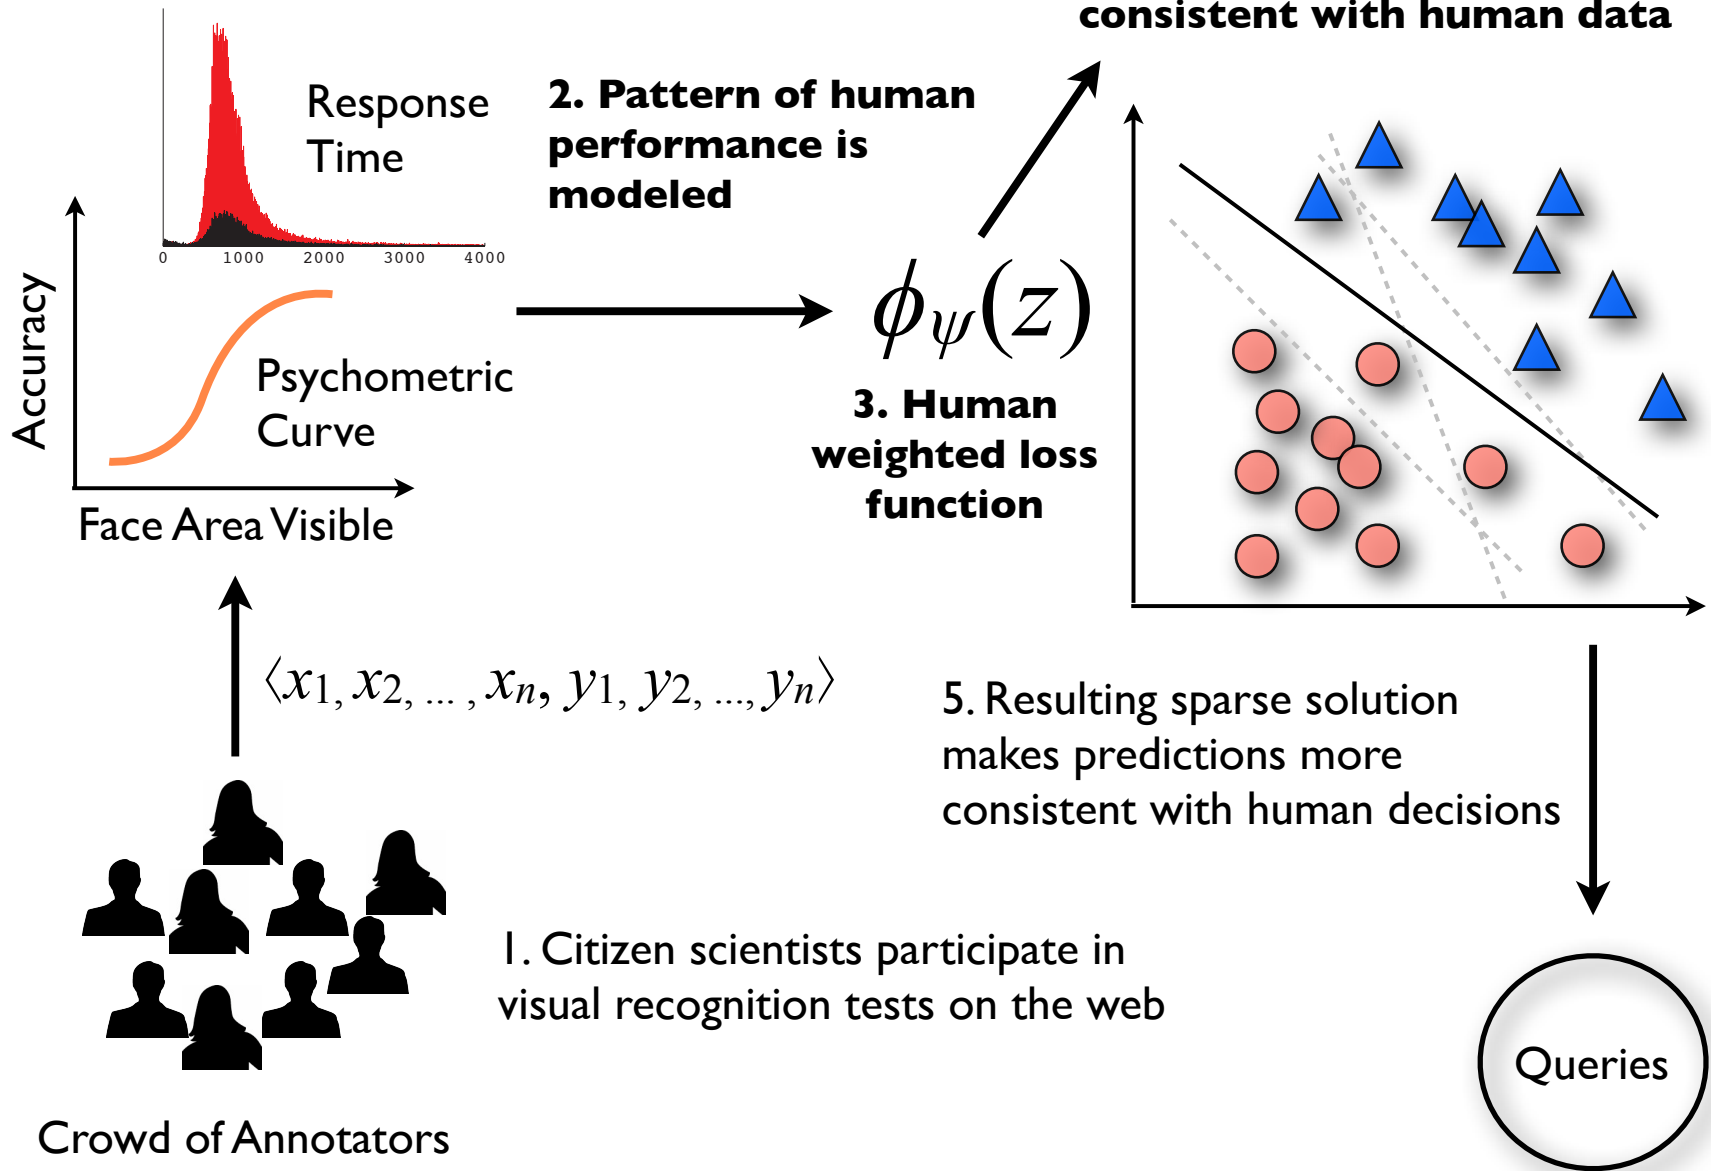 consistent with human data
Response
Time
2. Pattern of human
performance is
modeled
0 1000 2000 3000 4000
Accuracy
Psychometric
Curve
Face Area Visible
ϕψ(z)
3. Human
weighted loss
function
⟨x1, x2, ... , xn, y1, y2, ..., yn⟩
5. Resulting sparse solution
makes predictions more
consistent with human decisions
1. Citizen scientists participate in
visual recognition tests on the web
Queries
Crowd of Annotators